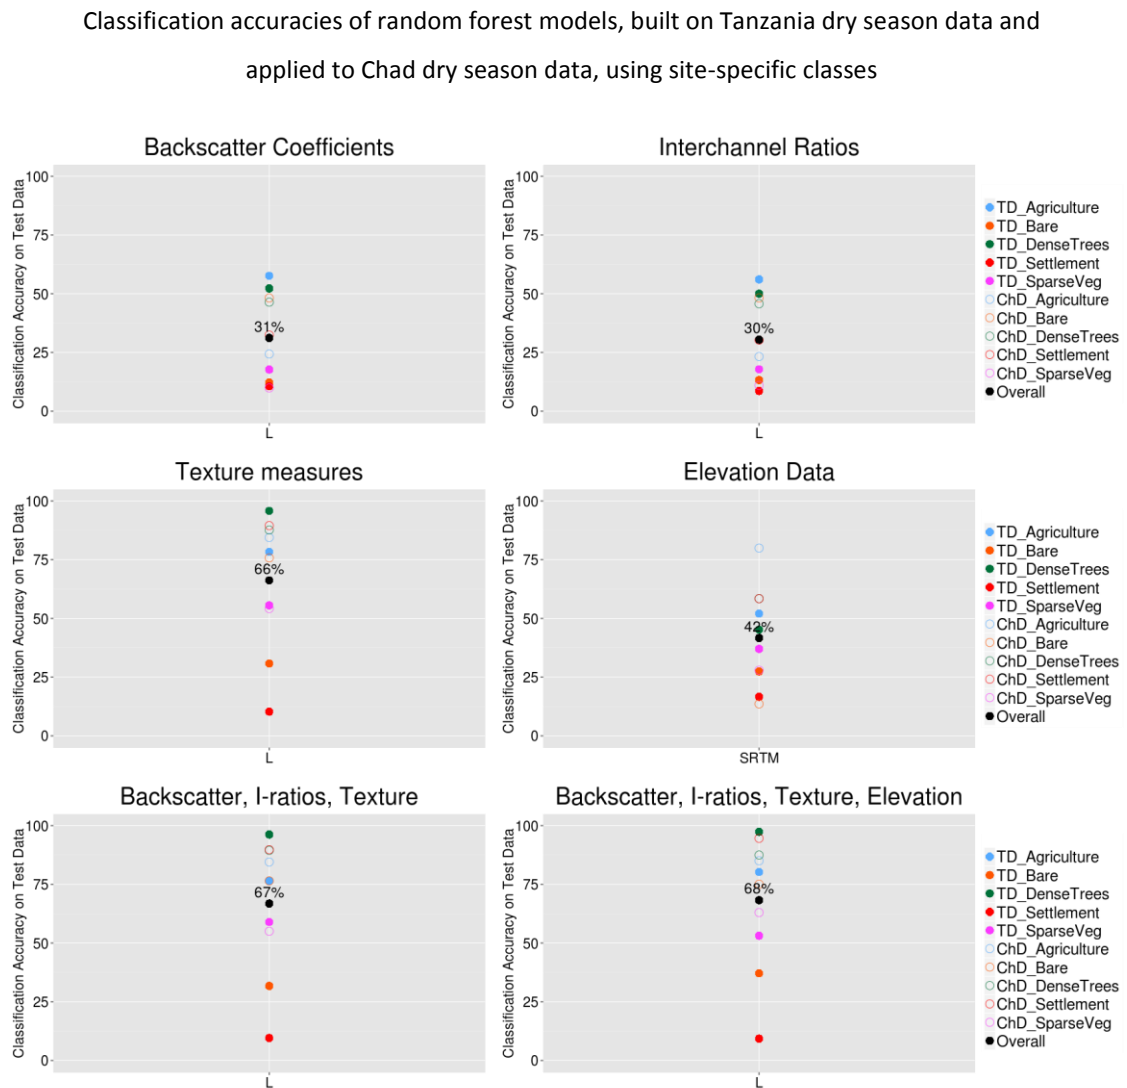 Classification accuracies of random forest models, built on Tanzania dry season data and
applied to Chad dry season data, using site-specific classes
Backscatter Coefficients
Classification Accuracy on Test Data
100
75
50
25
0
31%
L
Interchannel Ratios
Classification Accuracy on Test Data
100
75
50
25
0
30%
L
TD_Agriculture
TD_Bare
TD_DenseTrees
TD_Settlement
TD_SparseVeg
ChD_Agriculture
ChD_Bare
ChD_DenseTrees
ChD_Settlement
ChD_SparseVeg
Overall
Texture measures
Classification Accuracy on Test Data
100
75
50
25
0
66%
L
Elevation Data
Classification Accuracy on Test Data
100
75
50
25
0
42%
SRTM
TD_Agriculture
TD_Bare
TD_DenseTrees
TD_Settlement
TD_SparseVeg
ChD_Agriculture
ChD_Bare
ChD_DenseTrees
ChD_Settlement
ChD_SparseVeg
Overall
Backscatter, I-ratios, Texture
Classification Accuracy on Test Data
100
75
50
25
0
67%
L
Backscatter, I-ratios, Texture, Elevation
Classification Accuracy on Test Data
100
75
50
25
0
68%
L
TD_Agriculture
TD_Bare
TD_DenseTrees
TD_Settlement
TD_SparseVeg
ChD_Agriculture
ChD_Bare
ChD_DenseTrees
ChD_Settlement
ChD_SparseVeg
Overall